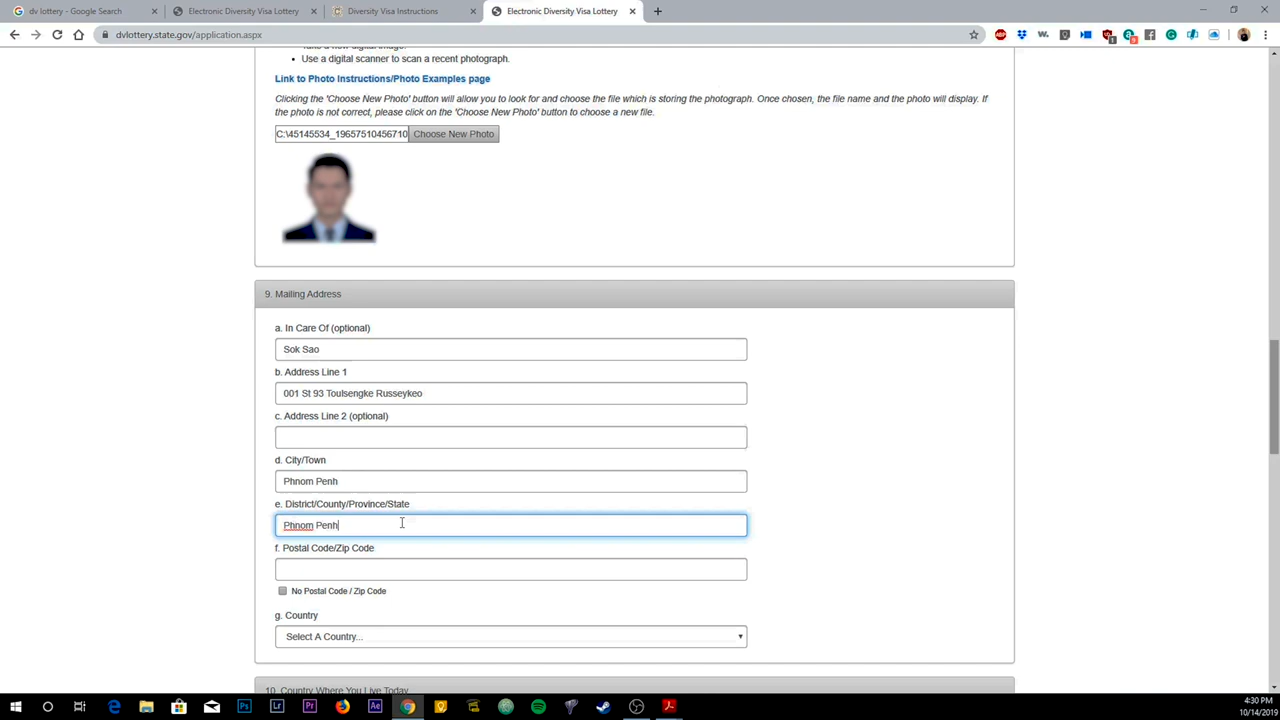 dv lottery - Google Search
Electronic Diversity Visa Lottery
Diversity Visa Instructions
Electronic Diversity Visa Lottery
dvlottery.state.gov/application.aspx
Use a digital scanner to scan a recent photograph.
Link to Photo Instructions/Photo Examples page
Clicking the 'Choose New Photo' button will allow you to look for and choose the file which is storing the photograph. Once chosen, the file name and the photo will display. If
the photo is not correct, please click on the 'Choose New Photo' button to choose a new file.
C:\45145534_19657510456710 Choose New Photo
9. Mailing Address
a. In Care Of (optional)
Sok Sao
b. Address Line 1
001 St 93 Toulsengke Russeykeo
c. Address Line 2 (optional)
d. City/Town
Phnom Penh
e. District/County/Province/State
Phnom Penh
f. Postal Code/Zip Code
No Postal Code / Zip Code
g. Country
Select A Country...
10. Country Where You Live Today
4:30 PM
10/14/2019